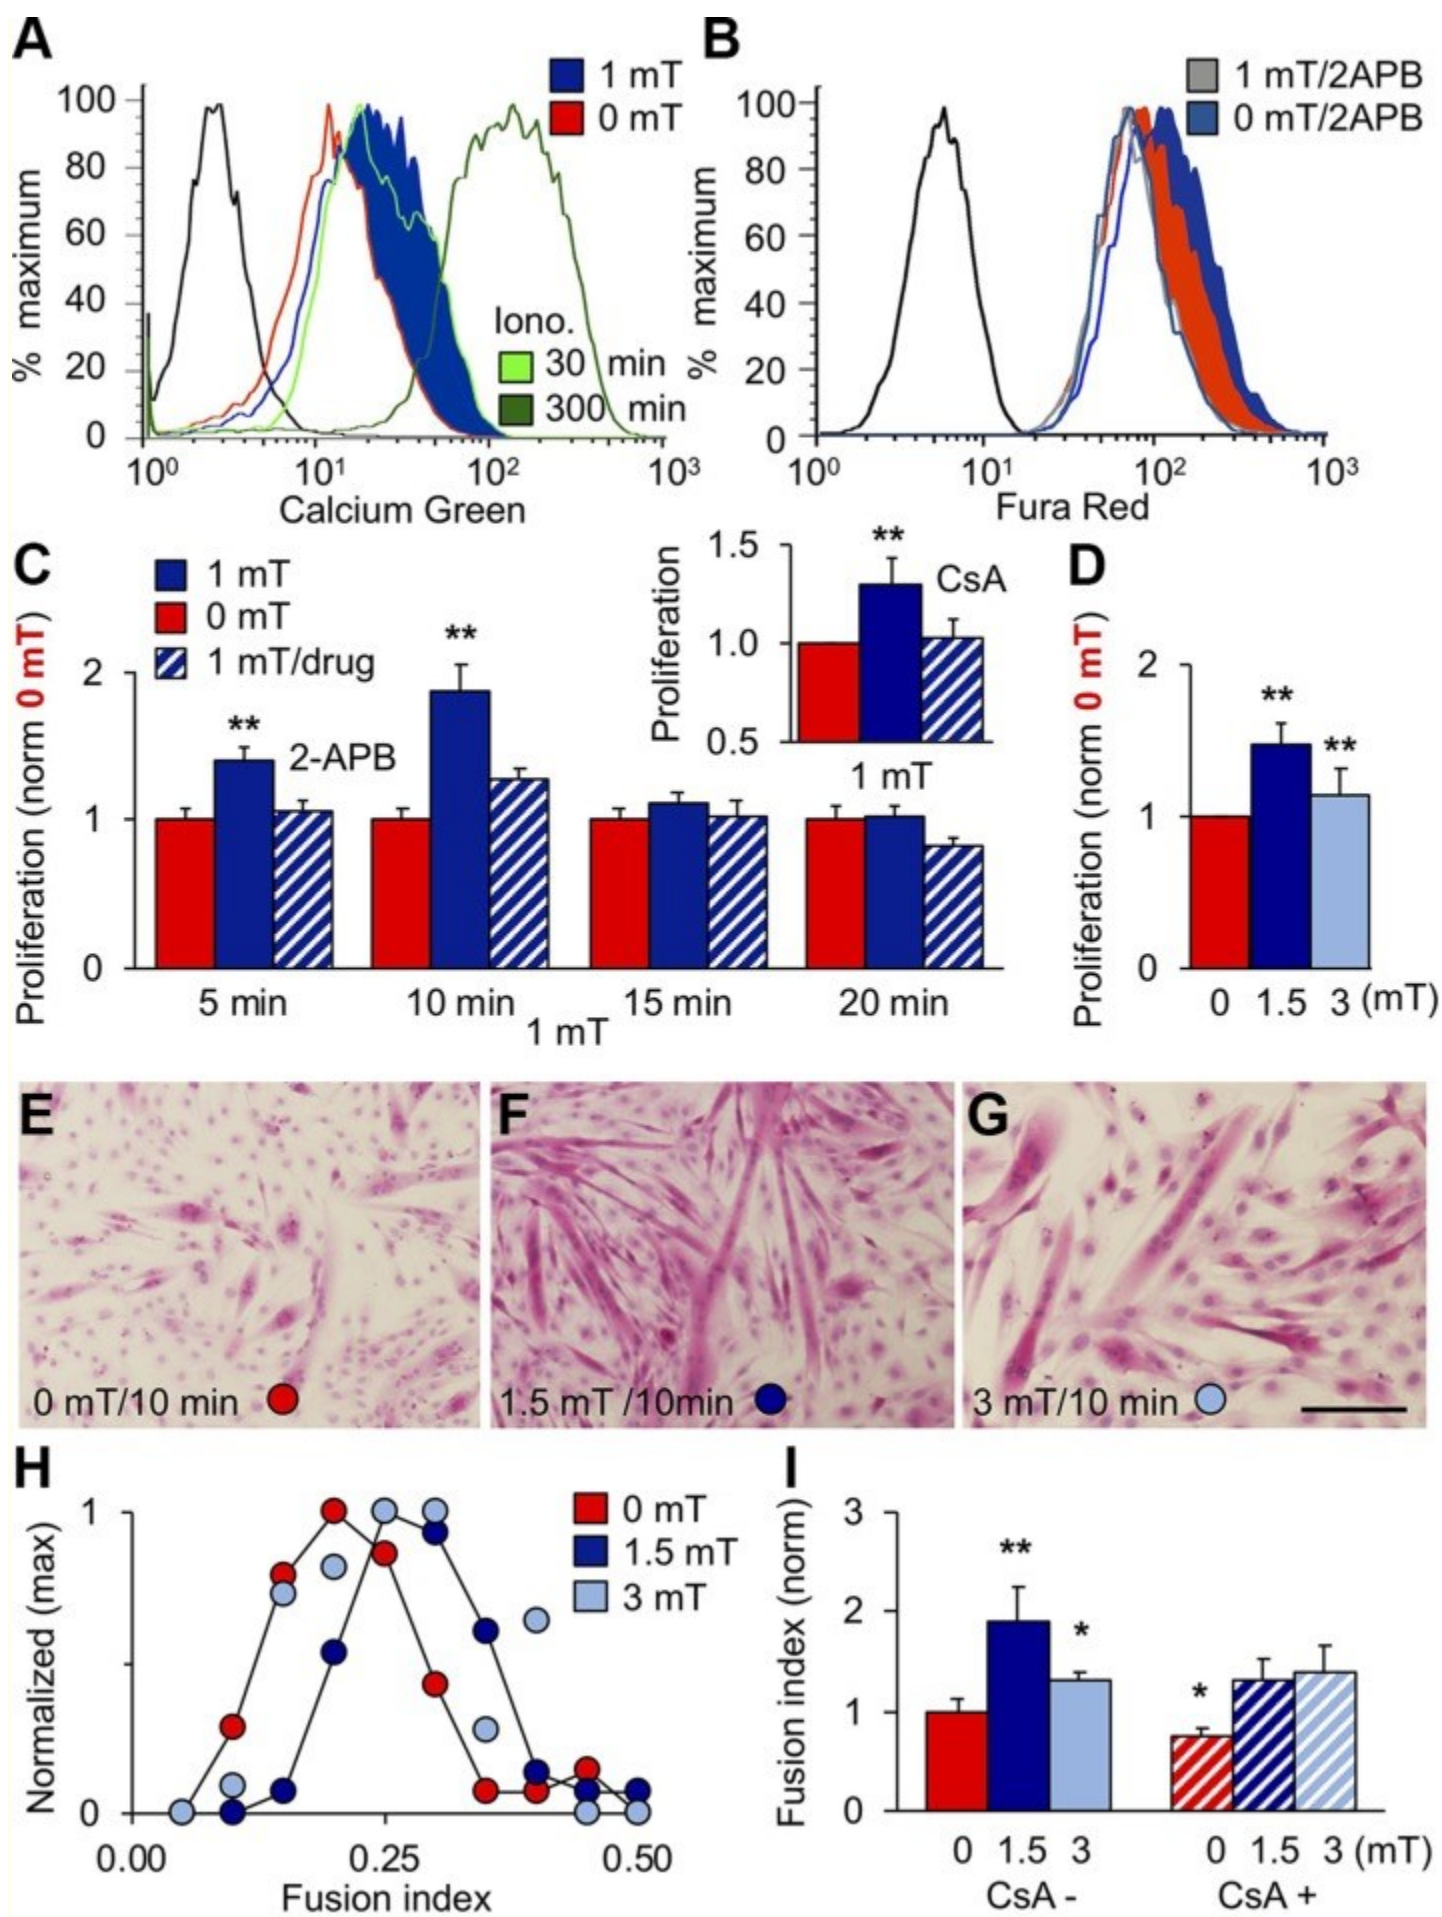 A
1 mT
0 mT
% maximum
100
80
60
40
20
0
Iono.
30 min
300 min
10⁰ 10¹ 10² 10³
Calcium Green
B
1 mT/2APB
0 mT/2APB
% maximum
100
80
60
40
20
0
10⁰ 10¹ 10² 10³
Fura Red
C
1 mT
0 mT
1 mT/drug
Proliferation (norm 0 mT)
2
1
0
**
2-APB
**
5 min 10 min 15 min 20 min
1 mT
Proliferation
1.5
1.0
0.5
**
CsA
1 mT
D
Proliferation (norm 0 mT)
2
1
0
**
**
0 1.5 3 (mT)
E
0 mT/10 min
F
1.5 mT /10min
G
3 mT/10 min
H
0 mT
1.5 mT
3 mT
Normalized (max)
1
0
0.00 0.25 0.50
Fusion index
I
Fusion index (norm)
3
2
1
0
**
*
*
0 1.5 3 0 1.5 3 (mT)
CsA - CsA +